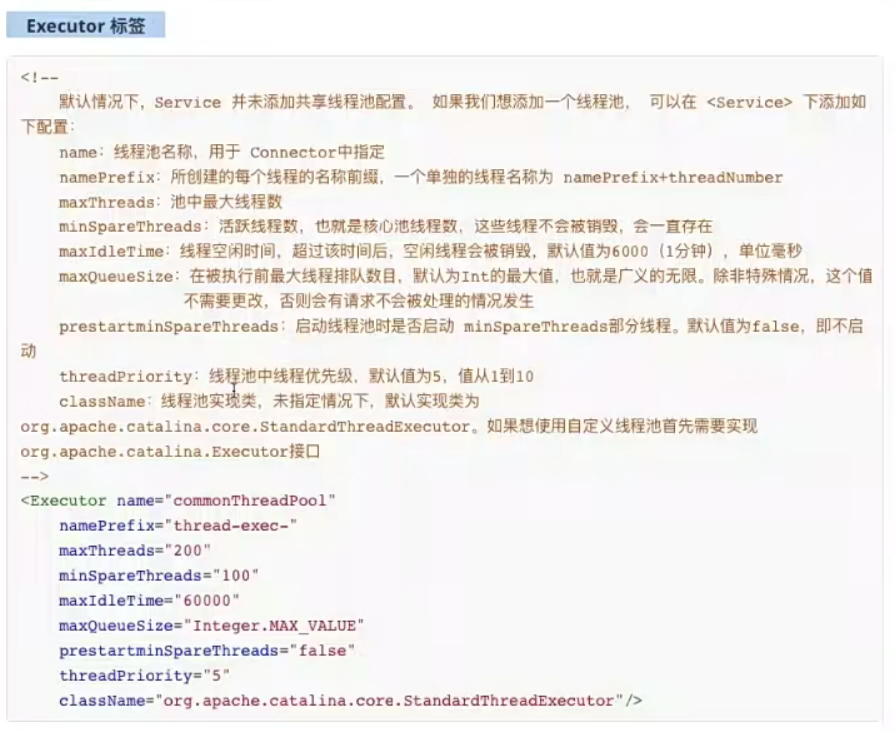 Executor 标签
<!--
默认情况下，Service 并未添加共享线程池配置。 如果我们想添加一个线程池， 可以在 <Service> 下添加如
下配置：
name：线程池名称，用于 Connector中指定
namePrefix：所创建的每个线程的名称前缀，一个单独的线程名称为 namePrefix+threadNumber
maxThreads：池中最大线程数
minSpareThreads：活跃线程数，也就是核心池线程数，这些线程不会被销毁，会一直存在
maxIdleTime：线程空闲时间，超过该时间后，空闲线程会被销毁，默认值为6000（1分钟），单位毫秒
maxQueueSize：在被执行前最大线程排队数目，默认为Int的最大值，也就是广义的无限。除非特殊情况，这个值
不需要更改，否则会有请求不会被处理的情况发生
prestartminSpareThreads：启动线程池时是否启动 minSpareThreads部分线程。默认值为false，即不启
动
threadPriority：线程池中线程优先级，默认值为5，值从1到10
className：线程池实现类，未指定情况下，默认实现类为
org.apache.catalina.core.StandardThreadExecutor。如果想使用自定义线程池首先需要实现
org.apache.catalina.Executor接口
-->
<Executor name="commonThreadPool"
namePrefix="thread-exec-"
maxThreads="200"
minSpareThreads="100"
maxIdleTime="60000"
maxQueueSize="Integer.MAX_VALUE"
prestartminSpareThreads="false"
threadPriority="5"
className="org.apache.catalina.core.StandardThreadExecutor"/>